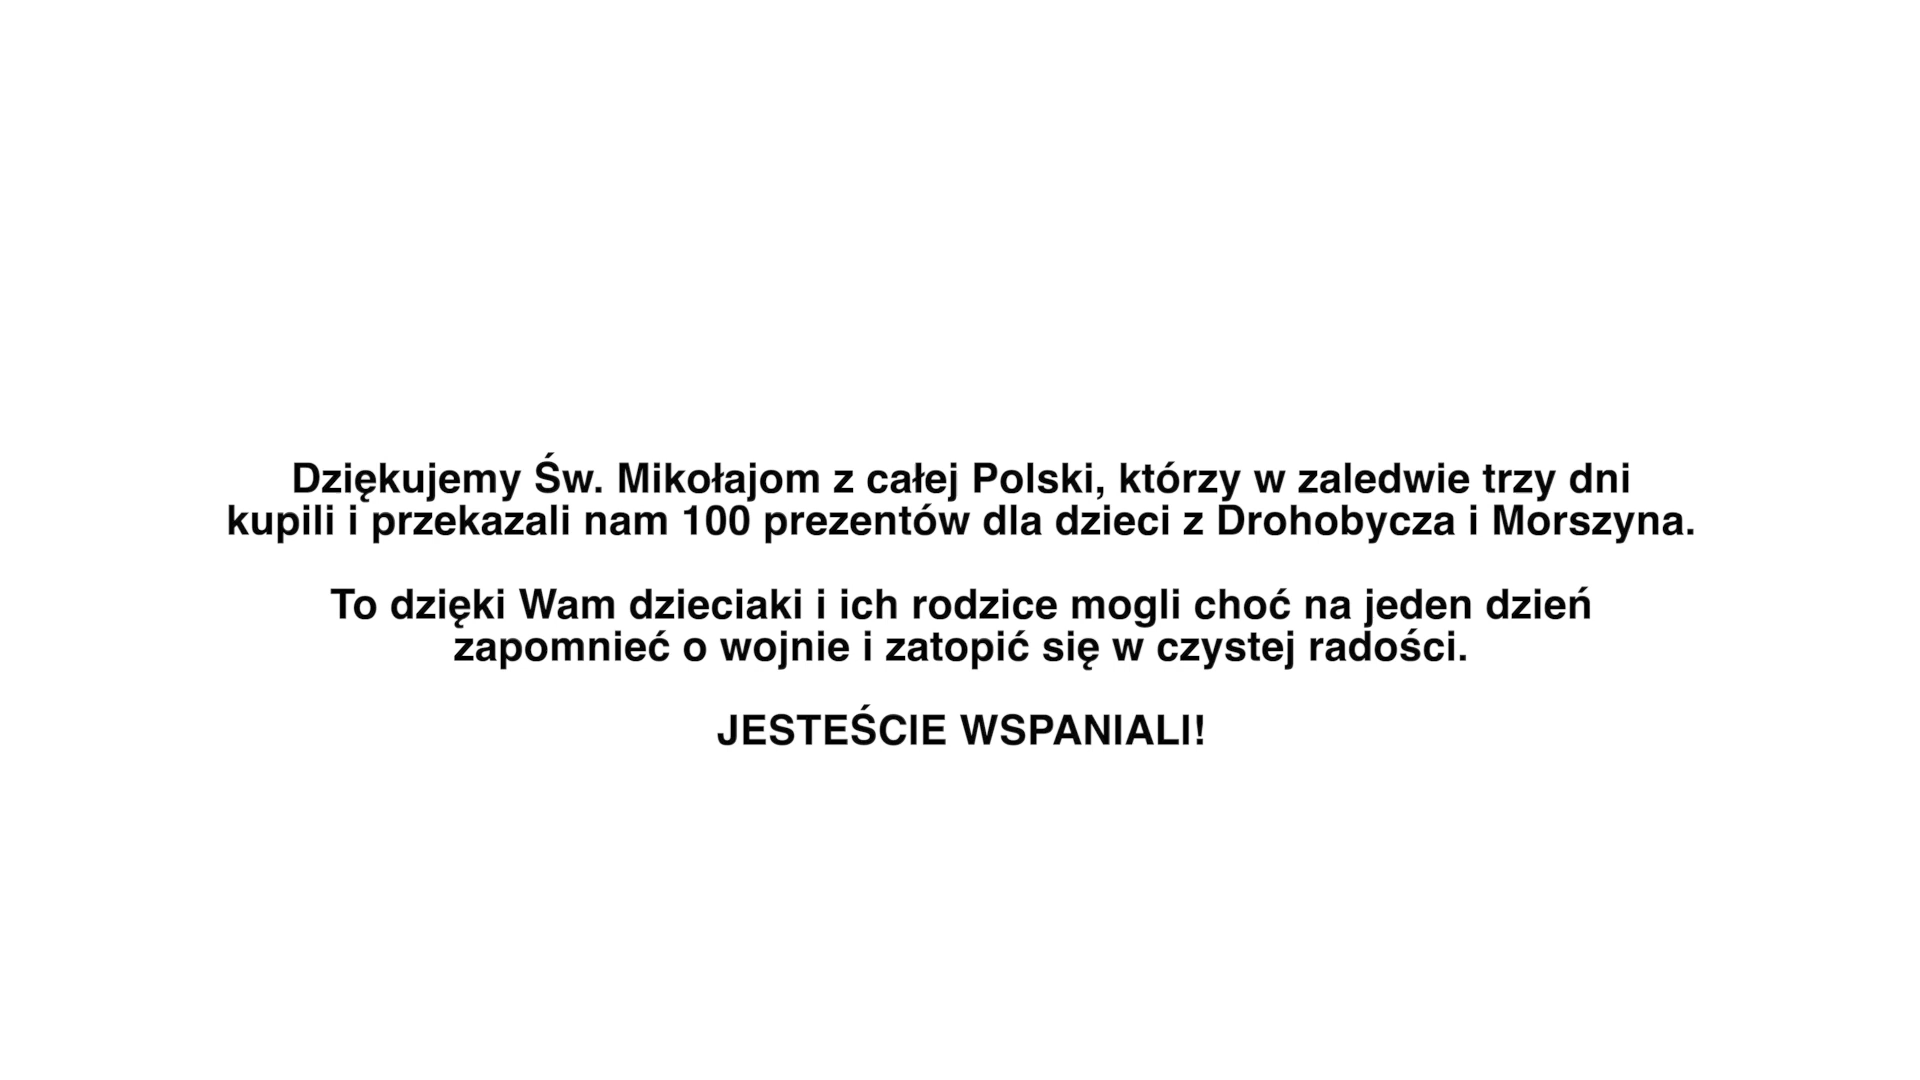 Dziękujemy Św. Mikołajom z całej Polski, którzy w zaledwie trzy dni
kupili i przekazali nam 100 prezentów dla dzieci z Drohobycza i Morszyna.
To dzięki Wam dzieciaki i ich rodzice mogli choć na jeden dzień
zapomnieć o wojnie i zatopić się w czystej radości.
JESTEŚCIE WSPANIALI!